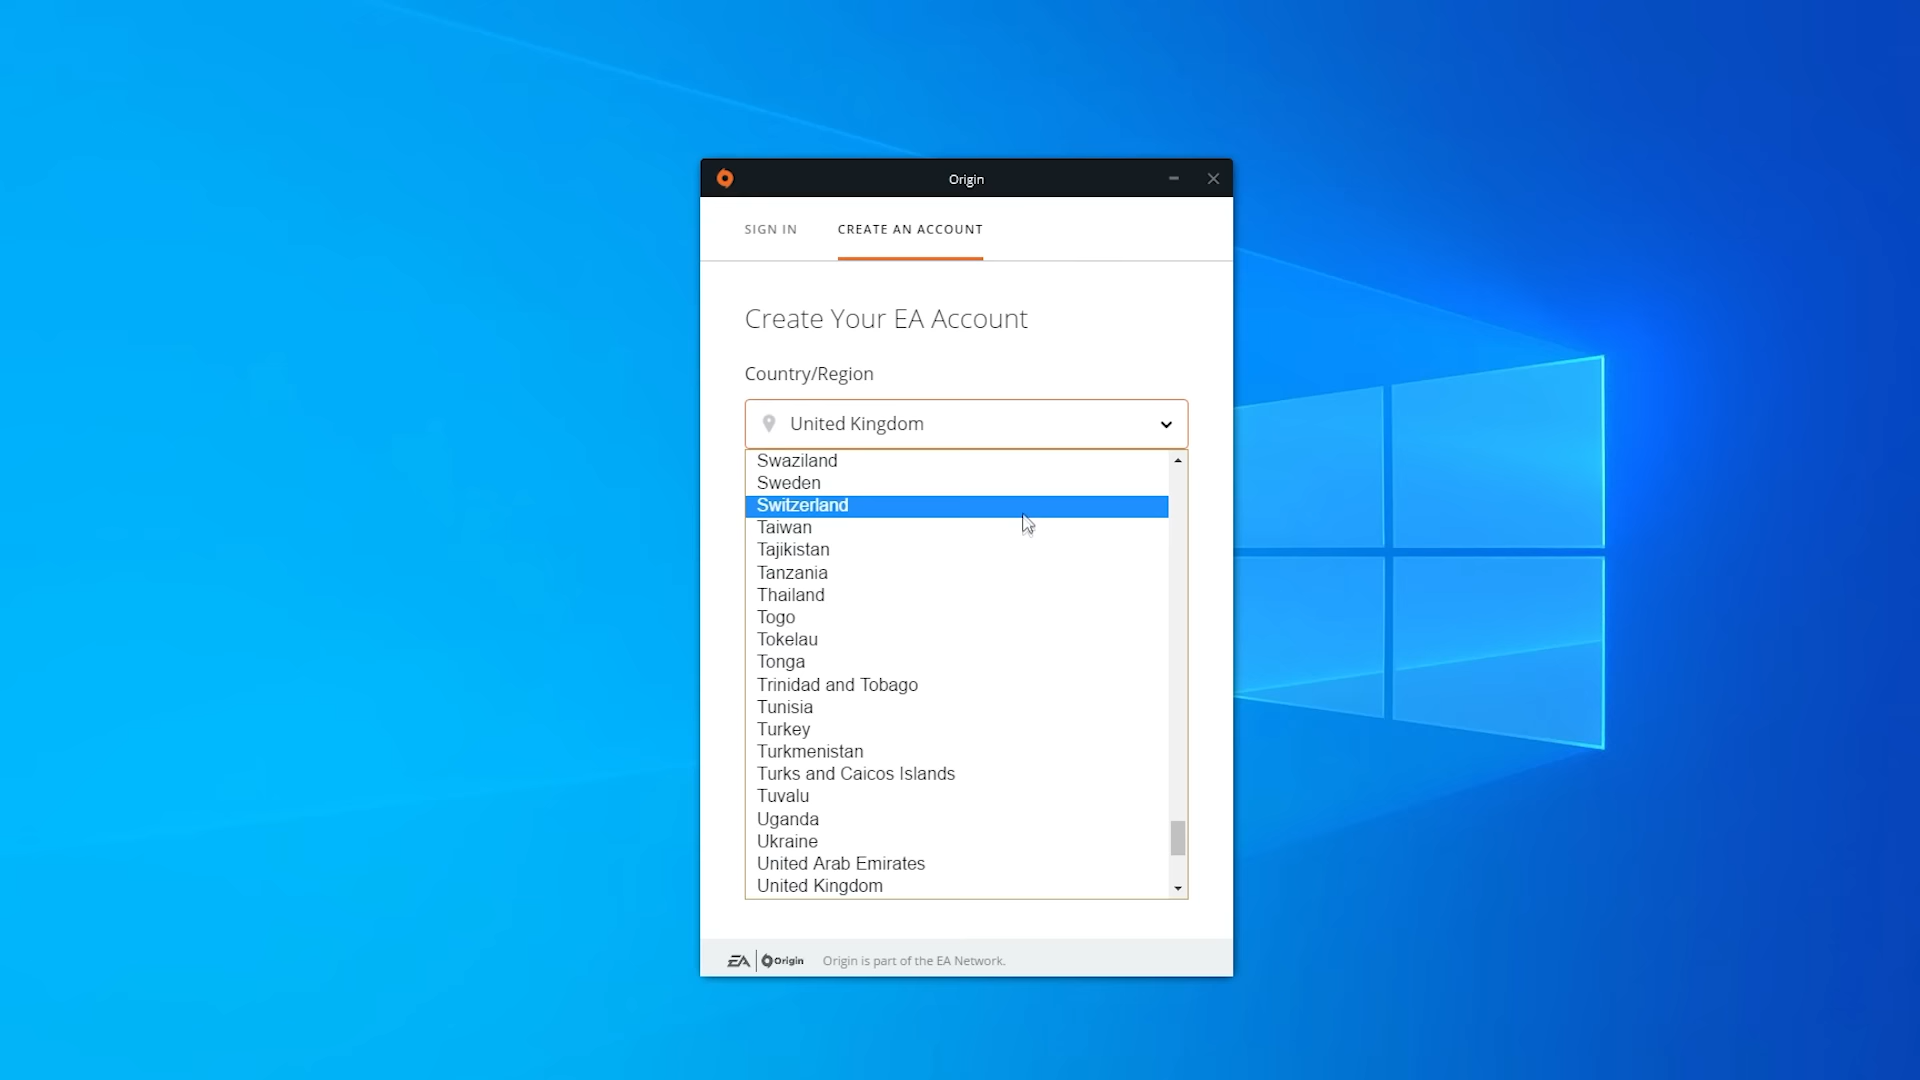 Origin
SIGN IN
CREATE AN ACCOUNT
Create Your EA Account
Country/Region
United Kingdom
Swaziland
Sweden
Switzerland
Taiwan
Tajikistan
Tanzania
Thailand
Togo
Tokelau
Tonga
Trinidad and Tobago
Tunisia
Turkey
Turkmenistan
Turks and Caicos Islands
Tuvalu
Uganda
Ukraine
United Arab Emirates
United Kingdom
EA Origin Origin is part of the EA Network.